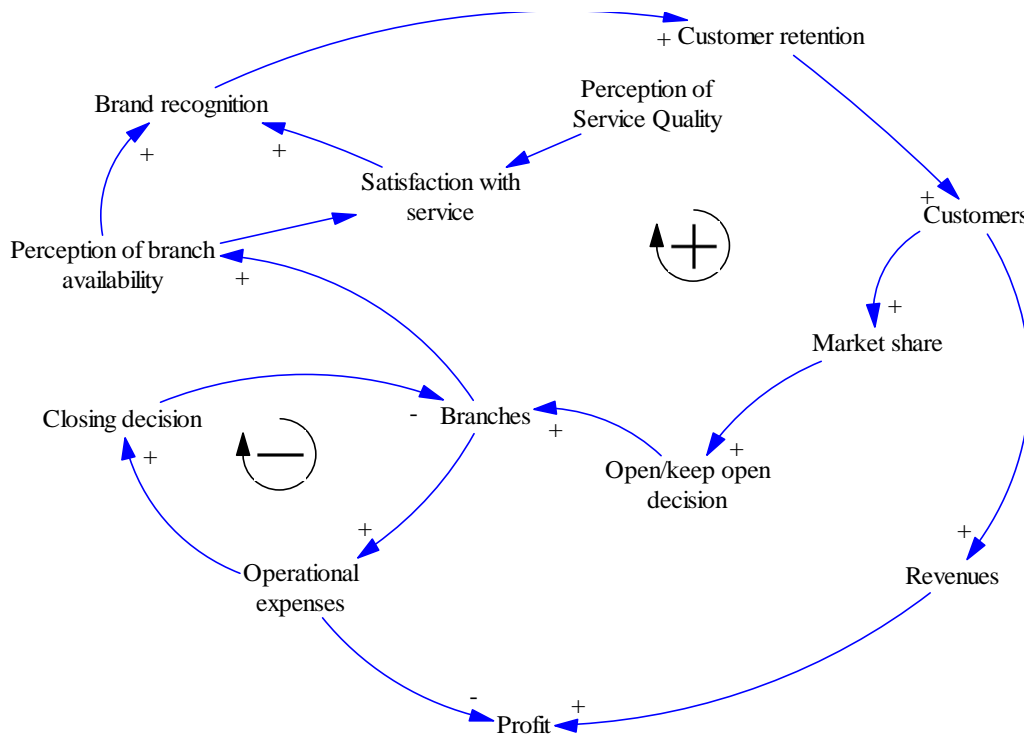 Customer retention
+
Brand recognition
Perception of
Service Quality
+
+
Satisfaction with
service
+
Customers
Perception of branch
availability
+
+
Market share
Closing decision
-
Branches
+
+
+
Open/keep open
decision
+
+
Operational
expenses
Revenues
-
+
Profit